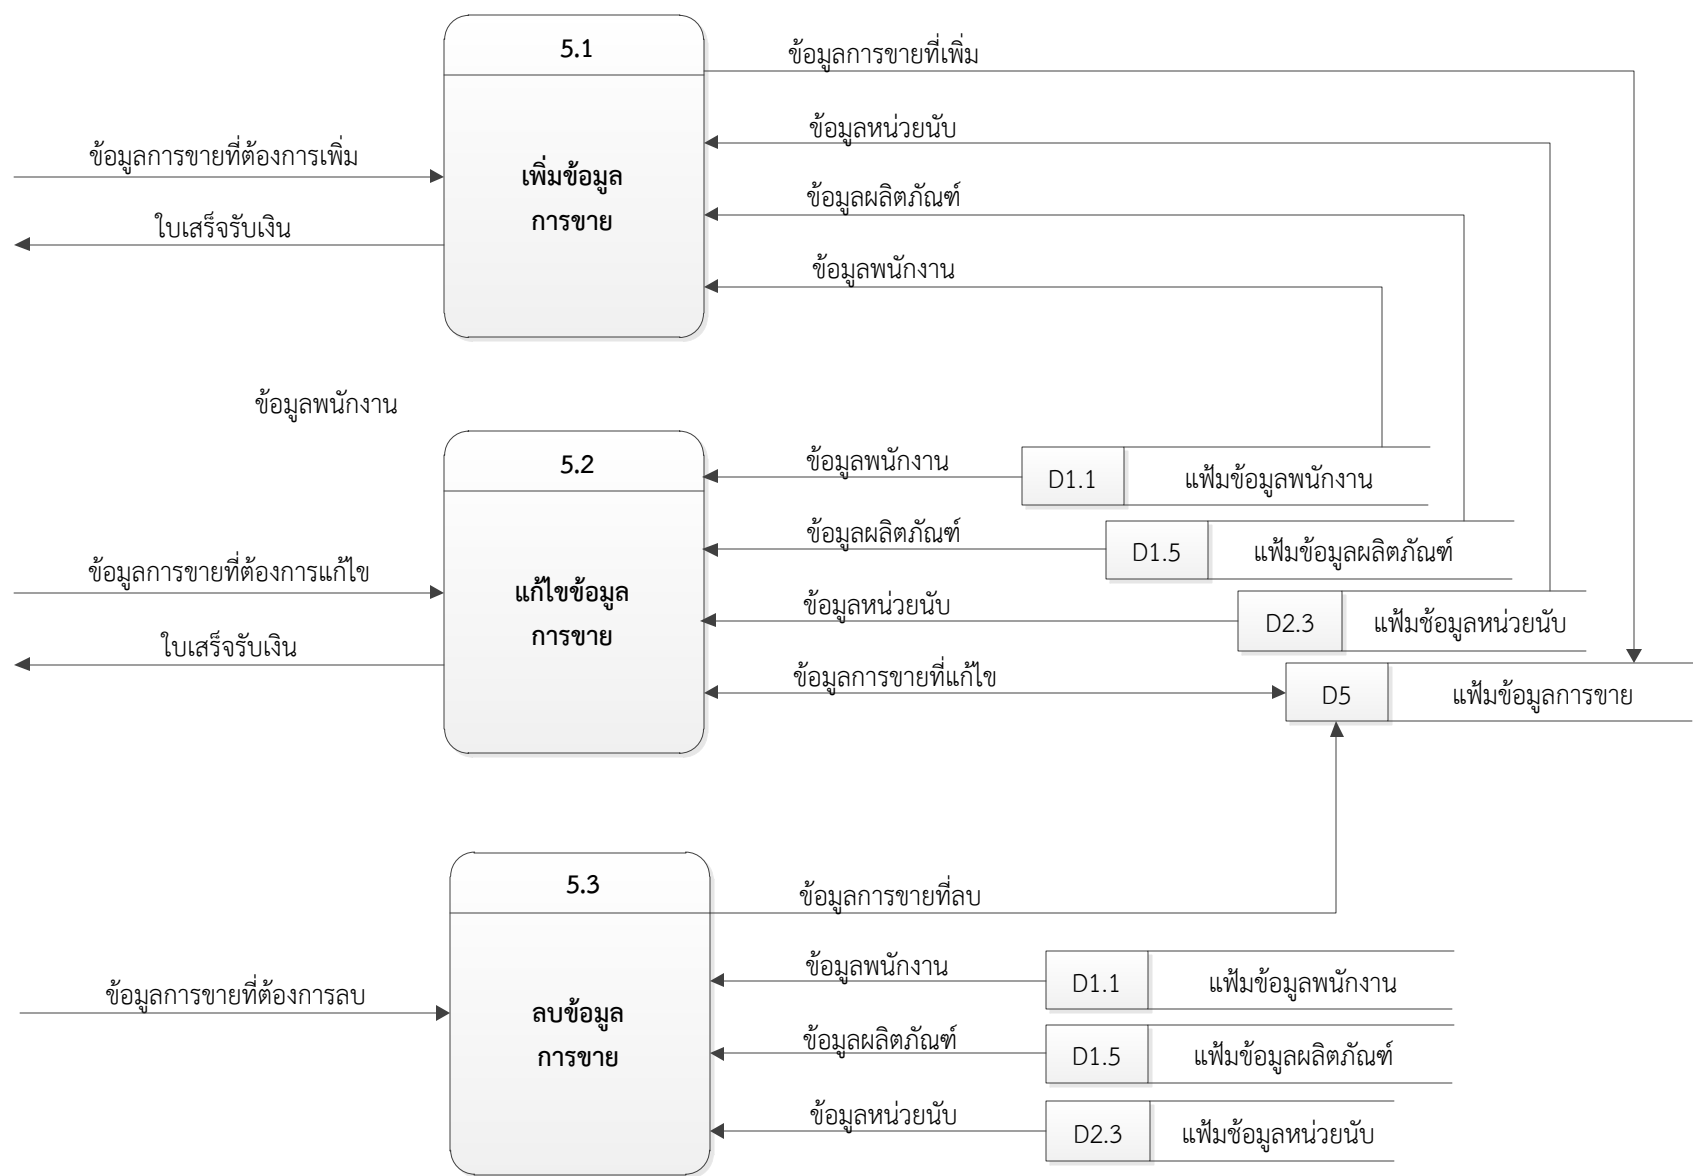 5.1
ข้อมูลการขายที่เพิ่ม
ข้อมูลหน่วยนับ
ข้อมูลการขายที่ต้องการเพิ่ม
เพิ่มข้อมูล
การขาย
ข้อมูลผลิตภัณฑ์
ใบเสร็จรับเงิน
ข้อมูลพนักงาน
ข้อมูลพนักงาน
5.2
ข้อมูลพนักงาน
D1.1
แฟ้มข้อมูลพนักงาน
ข้อมูลผลิตภัณฑ์
D1.5
แฟ้มข้อมูลผลิตภัณฑ์
ข้อมูลการขายที่ต้องการแก้ไข
แก้ไขข้อมูล
การขาย
ข้อมูลหน่วยนับ
D2.3
แฟ้มช้อมูลหน่วยนับ
ใบเสร็จรับเงิน
ข้อมูลการขายที่แก้ไข
D5
แฟ้มข้อมูลการขาย
5.3
ข้อมูลการขายที่ลบ
ข้อมูลพนักงาน
D1.1
แฟ้มข้อมูลพนักงาน
ข้อมูลการขายที่ต้องการลบ
ลบข้อมูล
การขาย
ข้อมูลผลิตภัณฑ์
D1.5
แฟ้มข้อมูลผลิตภัณฑ์
ข้อมูลหน่วยนับ
D2.3
แฟ้มช้อมูลหน่วยนับ